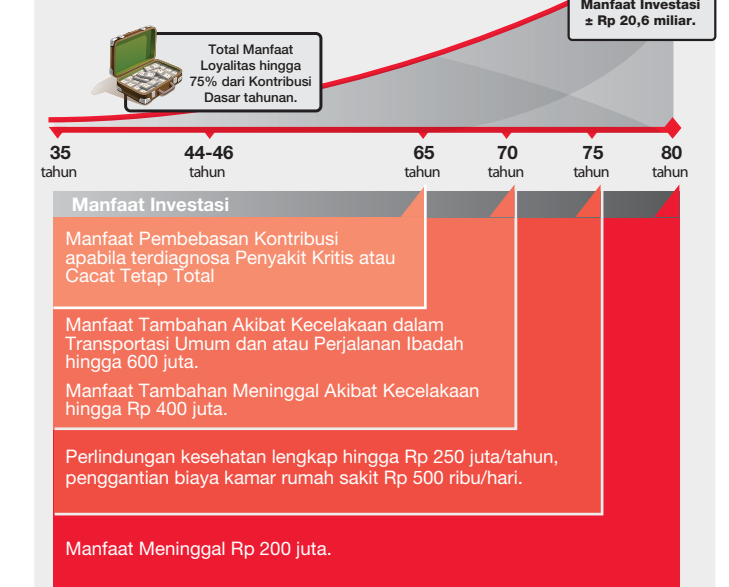 Manfaat Investasi
± Rp 20,6 miliar.
Total Manfaat
Loyalitas hingga
75% dari Kontribusi
Dasar tahunan.
35
tahun
44-46
tahun
65
tahun
70
tahun
75
tahun
80
tahun
Manfaat Investasi
Manfaat Pembebasan Kontribusi
apabila terdiagnosa Penyakit Kritis atau
Cacat Tetap Total
Manfaat Tambahan Akibat Kecelakaan dalam
Transportasi Umum dan atau Perjalanan Ibadah
hingga 600 juta.
Manfaat Tambahan Meninggal Akibat Kecelakaan
hingga Rp 400 juta.
Perlindungan kesehatan lengkap hingga Rp 250 juta/tahun,
penggantian biaya kamar rumah sakit Rp 500 ribu/hari.
Manfaat Meninggal Rp 200 juta.